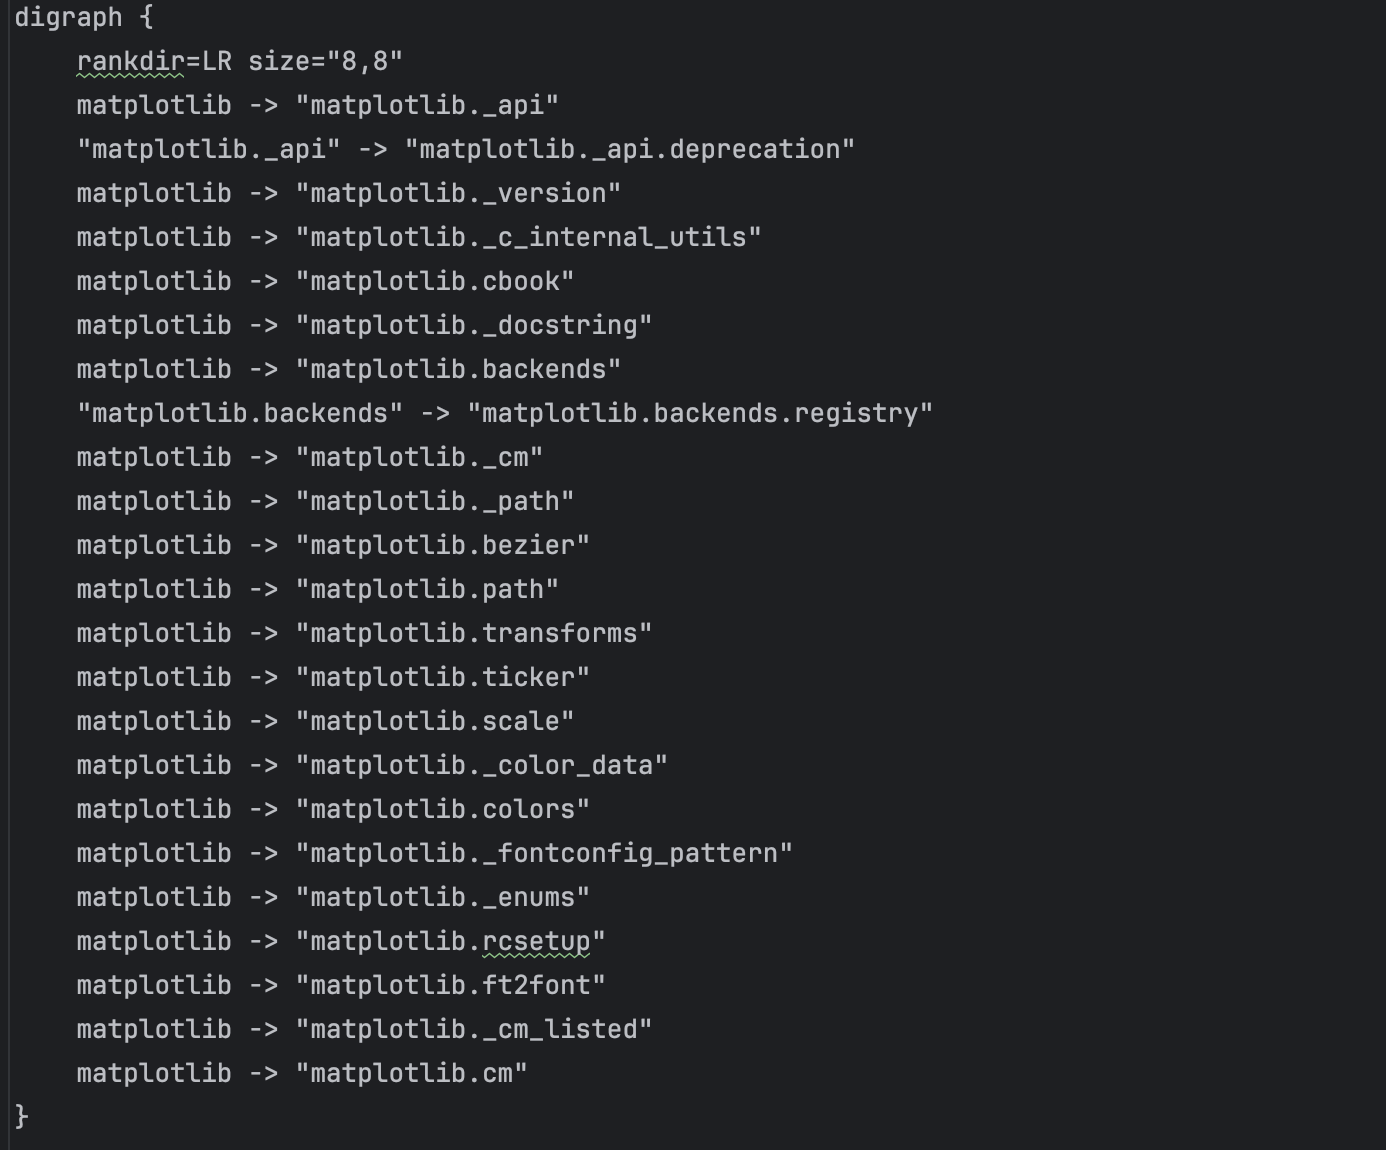 digraph {
    rankdir=LR size="8,8"
    matplotlib -> "matplotlib._api"
    "matplotlib._api" -> "matplotlib._api.deprecation"
    matplotlib -> "matplotlib._version"
    matplotlib -> "matplotlib._c_internal_utils"
    matplotlib -> "matplotlib.cbook"
    matplotlib -> "matplotlib._docstring"
    matplotlib -> "matplotlib.backends"
    "matplotlib.backends" -> "matplotlib.backends.registry"
    matplotlib -> "matplotlib._cm"
    matplotlib -> "matplotlib._path"
    matplotlib -> "matplotlib.bezier"
    matplotlib -> "matplotlib.path"
    matplotlib -> "matplotlib.transforms"
    matplotlib -> "matplotlib.ticker"
    matplotlib -> "matplotlib.scale"
    matplotlib -> "matplotlib._color_data"
    matplotlib -> "matplotlib.colors"
    matplotlib -> "matplotlib._fontconfig_pattern"
    matplotlib -> "matplotlib._enums"
    matplotlib -> "matplotlib.rcsetup"
    matplotlib -> "matplotlib.ft2font"
    matplotlib -> "matplotlib._cm_listed"
    matplotlib -> "matplotlib.cm"
}